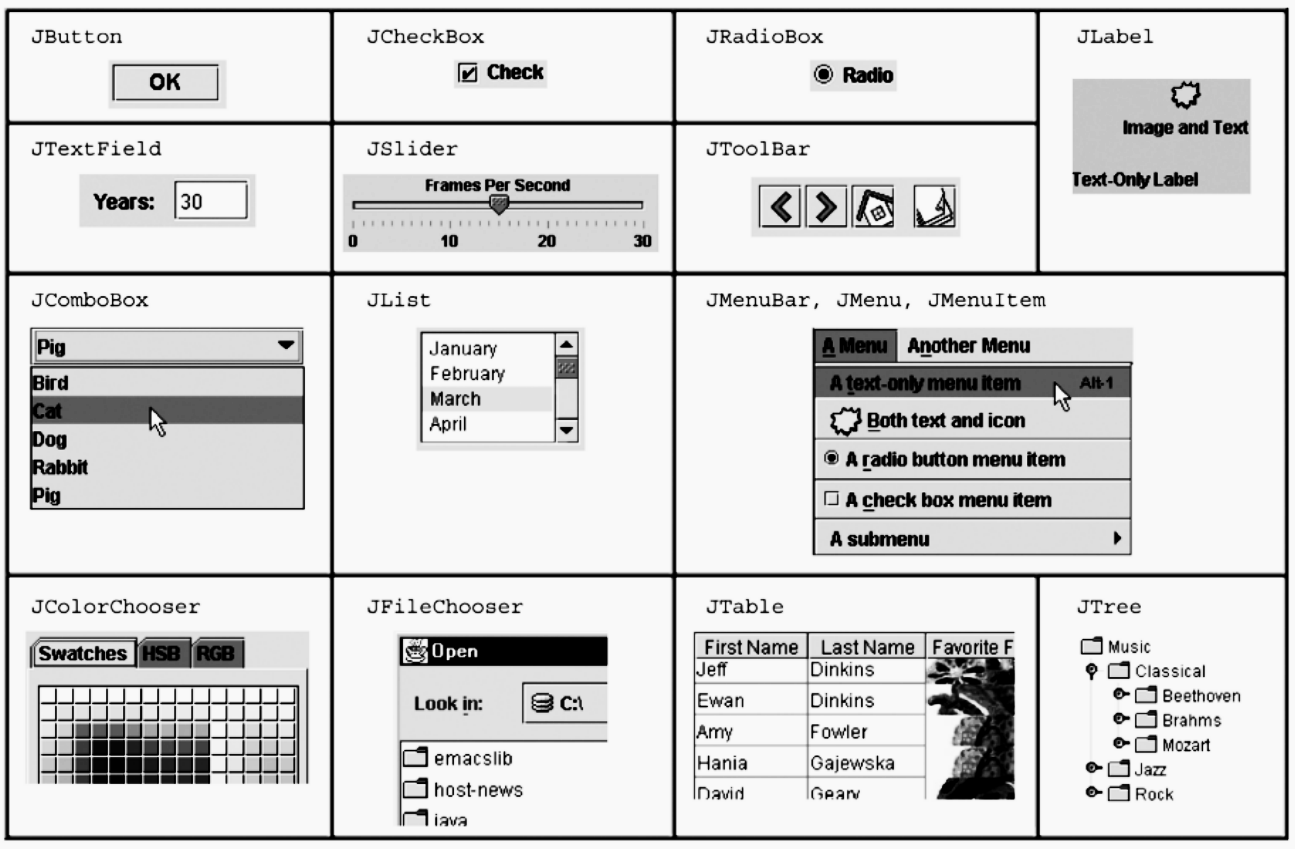 JButton
OK
JCheckBox
Check
JRadioBox
Radio
JLabel
Image and Text
Text-Only Label
JTextField
Years: 30
JSlider
Frames Per Second
0 10 20 30
JToolBar
JComboBox
Pig
Bird
Cat
Dog
Rabbit
Pig
JList
January
February
March
April
JMenuBar, JMenu, JMenuItem
A Menu Another Menu
A text-only menu item Alt-1
Both text and icon
A radio button menu item
A check box menu item
A submenu
JColorChooser
Swatches HSB RGB
JFileChooser
Open
Look in: C:\
emacslib
host-news
java
JTable
First Name Last Name Favorite F
Jeff Dinkins
Ewan Dinkins
Amy Fowler
Hania Gajewska
David Geary
JTree
Music
Classical
Beethoven
Brahms
Mozart
Jazz
Rock